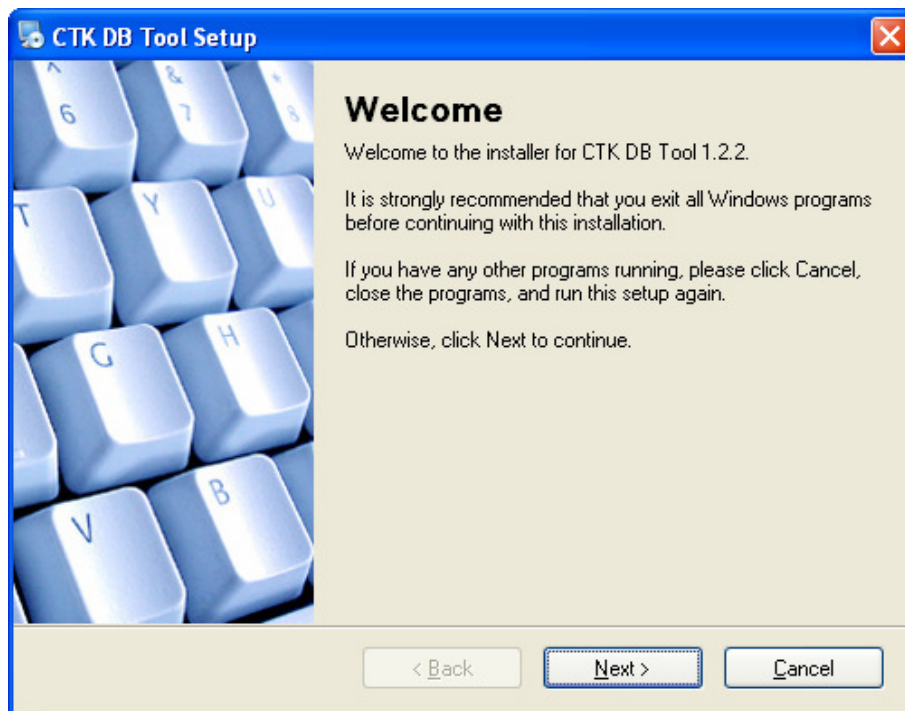 CTK DB Tool Setup
^
6
&
7
*
8
T
Y
U
G
H
V
B
Welcome
Welcome to the installer for CTK DB Tool 1.2.2.
It is strongly recommended that you exit all Windows programs
before continuing with this installation.
If you have any other programs running, please click Cancel,
close the programs, and run this setup again.
Otherwise, click Next to continue.
< Back
Next >
Cancel